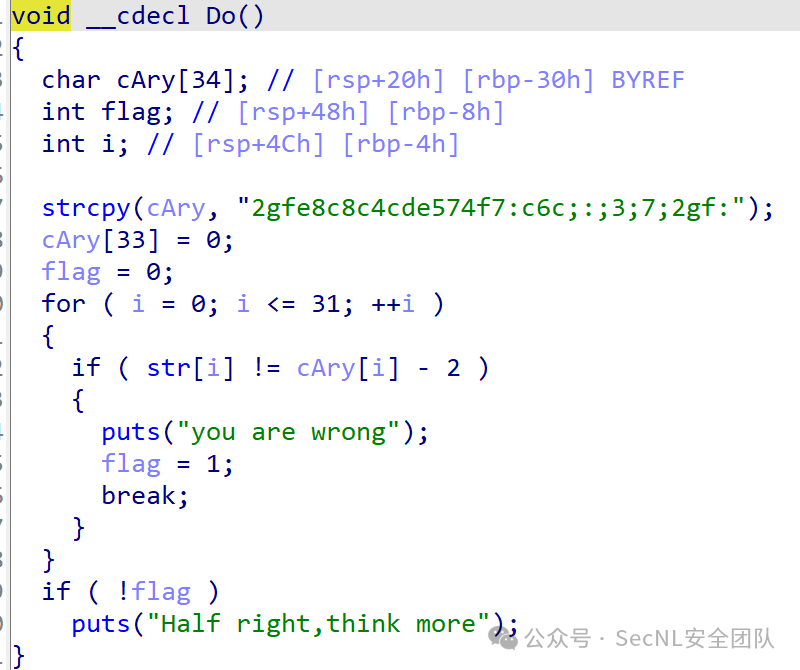 void __cdecl Do()
{
  char cAry[34]; // [rsp+20h] [rbp-30h] BYREF
  int flag; // [rsp+48h] [rbp-8h]
  int i; // [rsp+4Ch] [rbp-4h]

  strcpy(cAry, "2gfe8c8c4cde574f7:c6c;:;3;7;2gf:");
  cAry[33] = 0;
  flag = 0;
  for ( i = 0; i <= 31; ++i )
  {
    if ( str[i] != cAry[i] - 2 )
    {
      puts("you are wrong");
      flag = 1;
      break;
    }
  }
  if ( !flag )
    puts("Half right,think more");
}
公众号 · SecNL安全团队